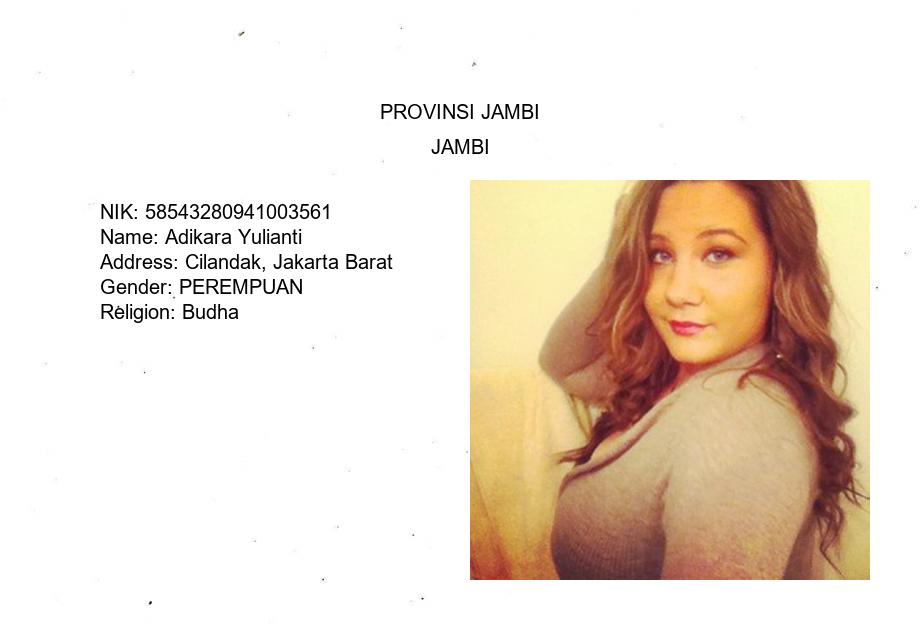 PROVINSI JAMBI
JAMBI
NIK: 58543280941003561
Name: Adikara Yulianti
Address: Cilandak, Jakarta Barat
Gender: PEREMPUAN
Religion: Budha